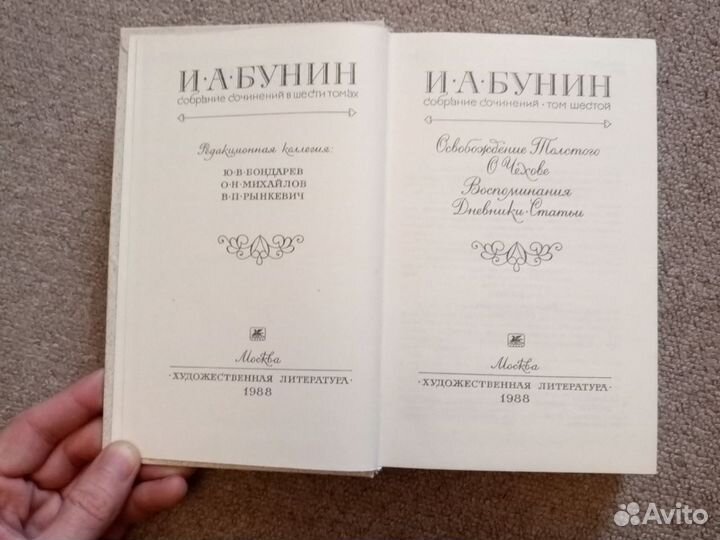 И·А·БУНИН
собрание сочинений в шести томах
Редакционная коллегия:
Ю·В·БОНДАРЕВ
О·Н·МИХАЙЛОВ
В·П·РЫНКЕВИЧ
Москва
·ХУДОЖЕСТВЕННАЯ ЛИТЕРАТУРА·
1988
И·А·БУНИН
собрание сочинений · том шестой
Освобождение Толстого
О Чехове
Воспоминания
Дневники·Статьи
Москва
·ХУДОЖЕСТВЕННАЯ ЛИТЕРАТУРА·
1988
Avito